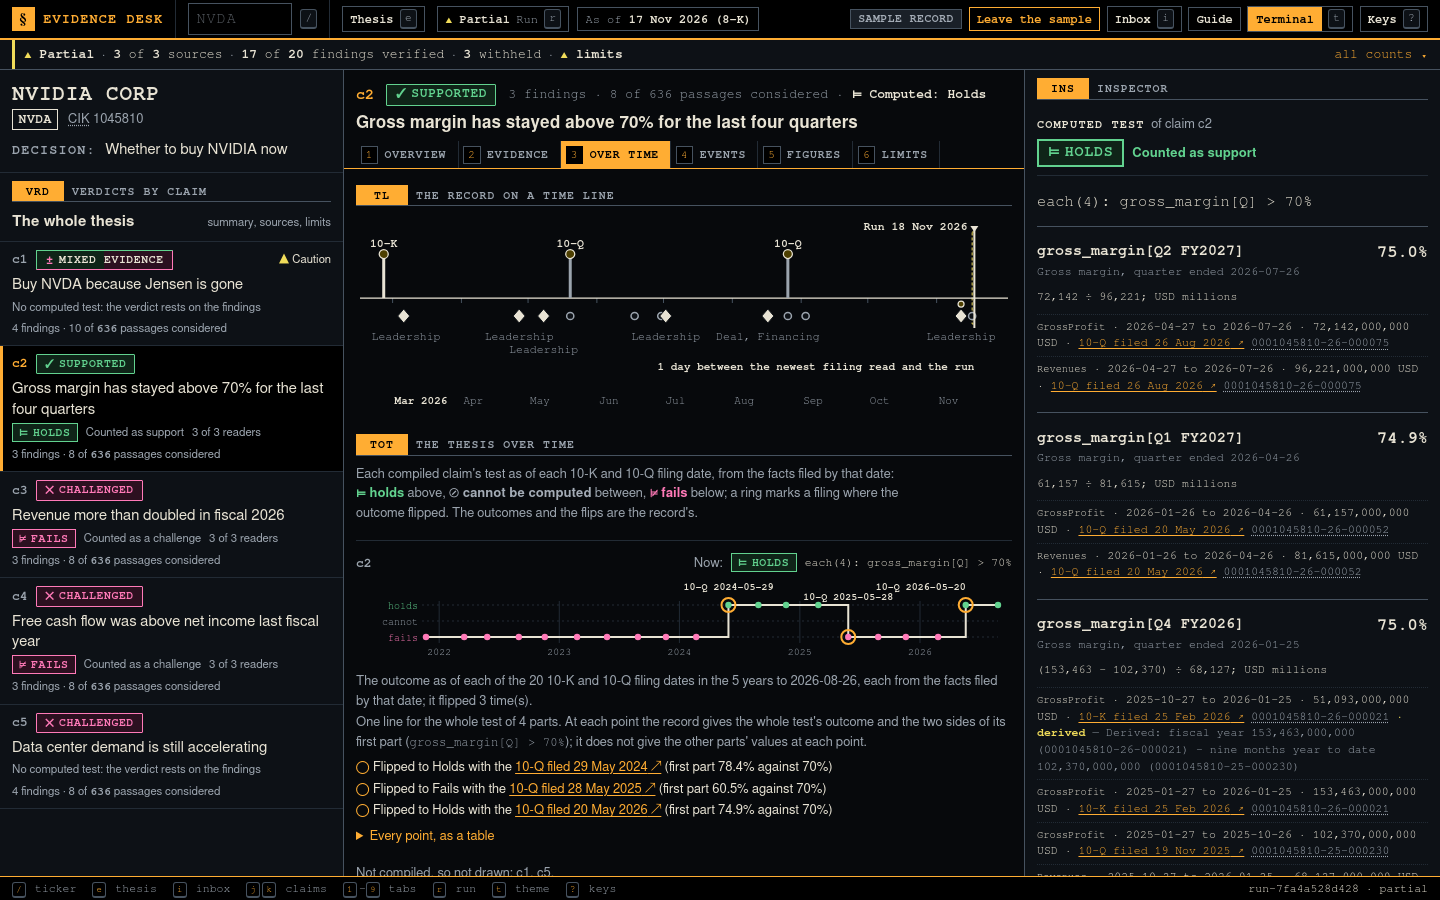 § EVIDENCE DESK NVDA / Thesis e ▲ Partial Run r As of 17 Nov 2026 (8-K) SAMPLE RECORD Leave the sample Inbox i Guide Terminal t Keys ?
▲ Partial · 3 of 3 sources · 17 of 20 findings verified · 3 withheld · ▲ limits all counts ▾
NVIDIA CORP
NVDA CIK 1045810
DECISION: Whether to buy NVIDIA now
VRD VERDICTS BY CLAIM
The whole thesis summary, sources, limits
c1 ± MIXED EVIDENCE ▲ Caution
Buy NVDA because Jensen is gone
No computed test: the verdict rests on the findings
4 findings · 10 of 636 passages considered
c2 ✓ SUPPORTED
Gross margin has stayed above 70% for the last
four quarters
⊨ HOLDS Counted as support 3 of 3 readers
3 findings · 8 of 636 passages considered
c3 ✕ CHALLENGED
Revenue more than doubled in fiscal 2026
⊭ FAILS Counted as a challenge 3 of 3 readers
3 findings · 8 of 636 passages considered
c4 ✕ CHALLENGED
Free cash flow was above net income last fiscal
year
⊭ FAILS Counted as a challenge 3 of 3 readers
3 findings · 8 of 636 passages considered
c5 ✕ CHALLENGED
Data center demand is still accelerating
No computed test: the verdict rests on the findings
4 findings · 8 of 636 passages considered
c2 ✓ SUPPORTED 3 findings · 8 of 636 passages considered · ⊨ Computed: Holds
Gross margin has stayed above 70% for the last four quarters
1 OVERVIEW 2 EVIDENCE 3 OVER TIME 4 EVENTS 5 FIGURES 6 LIMITS
TL THE RECORD ON A TIME LINE
Run 18 Nov 2026
10-K 10-Q 10-Q
Leadership Leadership Leadership Deal, Financing Leadership
Leadership
1 day between the newest filing read and the run
Mar 2026 Apr May Jun Jul Aug Sep Oct Nov
TOT THE THESIS OVER TIME
Each compiled claim's test as of each 10-K and 10-Q filing date, from the facts filed by that date:
⊨ holds above, ⊘ cannot be computed between, ⊭ fails below; a ring marks a filing where the
outcome flipped. The outcomes and the flips are the record's.
c2 Now: ⊨ HOLDS each(4): gross_margin[Q] > 70%
10-Q 2024-05-29 10-Q 2026-05-20
10-Q 2025-05-28
holds
cannot
fails
2022 2023 2024 2025 2026
The outcome as of each of the 20 10-K and 10-Q filing dates in the 5 years to 2026-08-26, each from the facts filed
by that date; it flipped 3 time(s).
One line for the whole test of 4 parts. At each point the record gives the whole test's outcome and the two sides of its
first part (gross_margin[Q] > 70%); it does not give the other parts' values at each point.
Flipped to Holds with the 10-Q filed 29 May 2024 ↗ (first part 78.4% against 70%)
Flipped to Fails with the 10-Q filed 28 May 2025 ↗ (first part 60.5% against 70%)
Flipped to Holds with the 10-Q filed 20 May 2026 ↗ (first part 74.9% against 70%)
▶ Every point, as a table
Not compiled, so not drawn: c1, c5.
INS INSPECTOR
COMPUTED TEST of claim c2
⊨ HOLDS Counted as support
each(4): gross_margin[Q] > 70%
gross_margin[Q2 FY2027] 75.0%
Gross margin, quarter ended 2026-07-26
72,142 ÷ 96,221; USD millions
GrossProfit · 2026-04-27 to 2026-07-26 · 72,142,000,000
USD · 10-Q filed 26 Aug 2026 ↗ 0001045810-26-000075
Revenues · 2026-04-27 to 2026-07-26 · 96,221,000,000 USD
· 10-Q filed 26 Aug 2026 ↗ 0001045810-26-000075
gross_margin[Q1 FY2027] 74.9%
Gross margin, quarter ended 2026-04-26
61,157 ÷ 81,615; USD millions
GrossProfit · 2026-01-26 to 2026-04-26 · 61,157,000,000
USD · 10-Q filed 20 May 2026 ↗ 0001045810-26-000052
Revenues · 2026-01-26 to 2026-04-26 · 81,615,000,000 USD
· 10-Q filed 20 May 2026 ↗ 0001045810-26-000052
gross_margin[Q4 FY2026] 75.0%
Gross margin, quarter ended 2026-01-25
(153,463 − 102,370) ÷ 68,127; USD millions
GrossProfit · 2025-10-27 to 2026-01-25 · 51,093,000,000
USD · 10-K filed 25 Feb 2026 ↗ 0001045810-26-000021 ·
derived — Derived: fiscal year 153,463,000,000
(0001045810-26-000021) − nine months year to date
102,370,000,000 (0001045810-25-000230)
GrossProfit · 2025-01-27 to 2026-01-25 · 153,463,000,000
USD · 10-K filed 25 Feb 2026 ↗ 0001045810-26-000021
GrossProfit · 2025-01-27 to 2025-10-26 · 102,370,000,000
USD · 10-Q filed 19 Nov 2025 ↗ 0001045810-25-000230
Revenues · 2025-10-27 to 2026-01-25 · 68,127,000,000 USD
/ ticker e thesis i inbox j k claims 1-9 tabs r run t theme ? keys run-7fa4a528d428 · partial